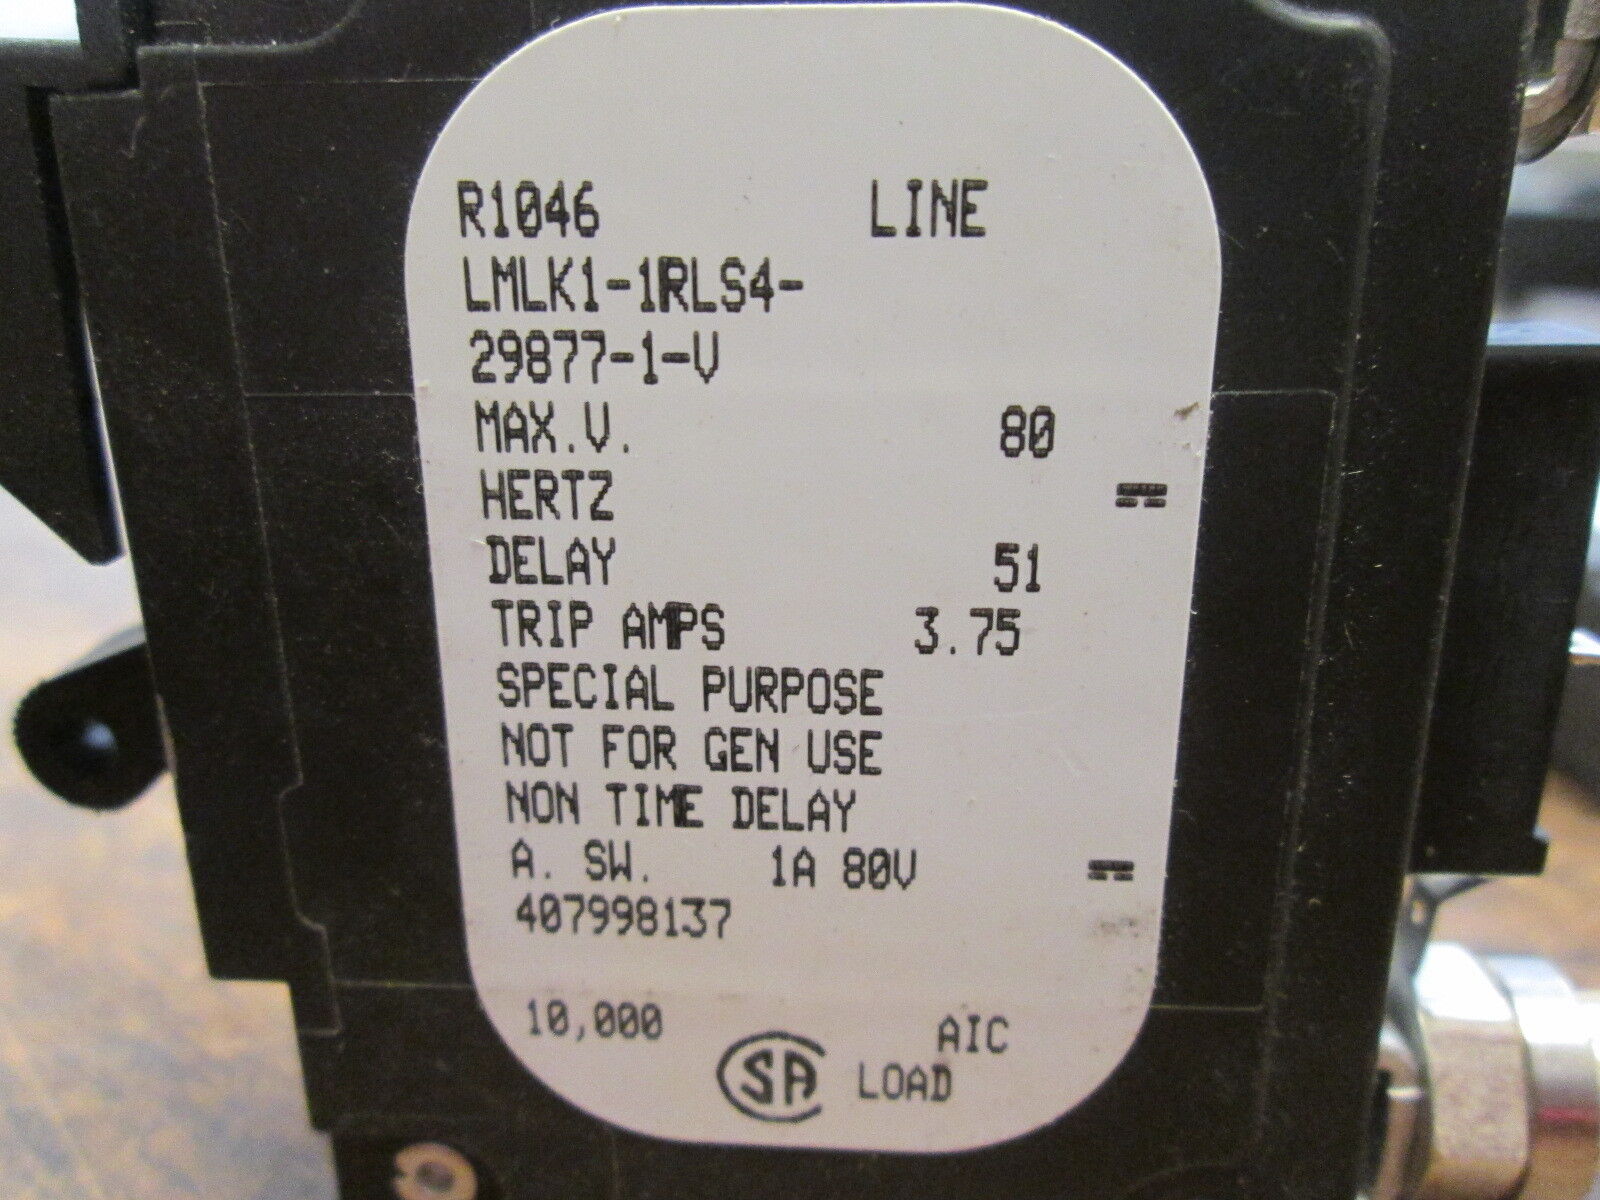 R1046 LINE
LMLK1-1RLS4-
29877-1-V
MAX.V. 80
HERTZ
DELAY 51
TRIP AMPS 3.75
SPECIAL PURPOSE
NOT FOR GEN USE
NON TIME DELAY
A. SW. 1A 80V
407998137
10,000 AIC
SA LOAD